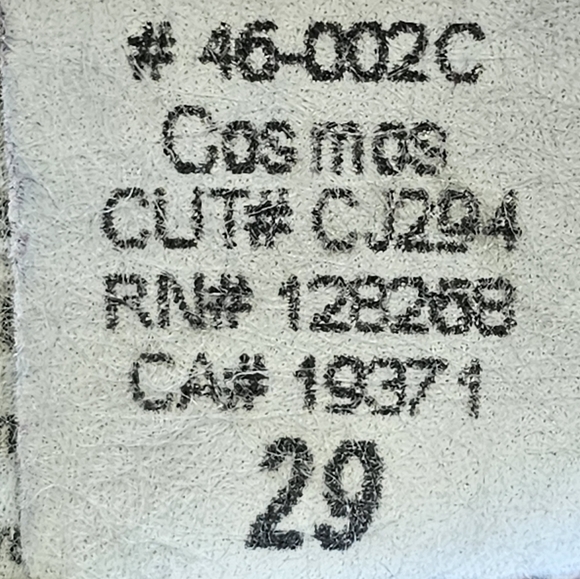 # 46-002C
Cosmos
CUT# CJ294
RN# 128268
CA# 19371
29